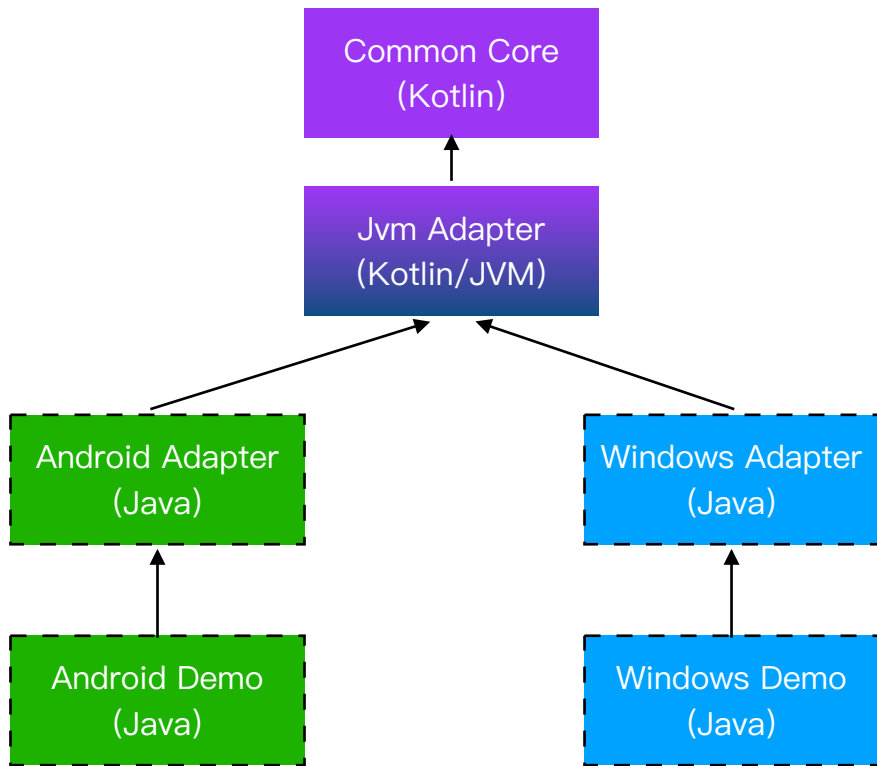 Common Core
(Kotlin)
Jvm Adapter
(Kotlin/JVM)
Android Adapter
(Java)
Windows Adapter
(Java)
Android Demo
(Java)
Windows Demo
(Java)